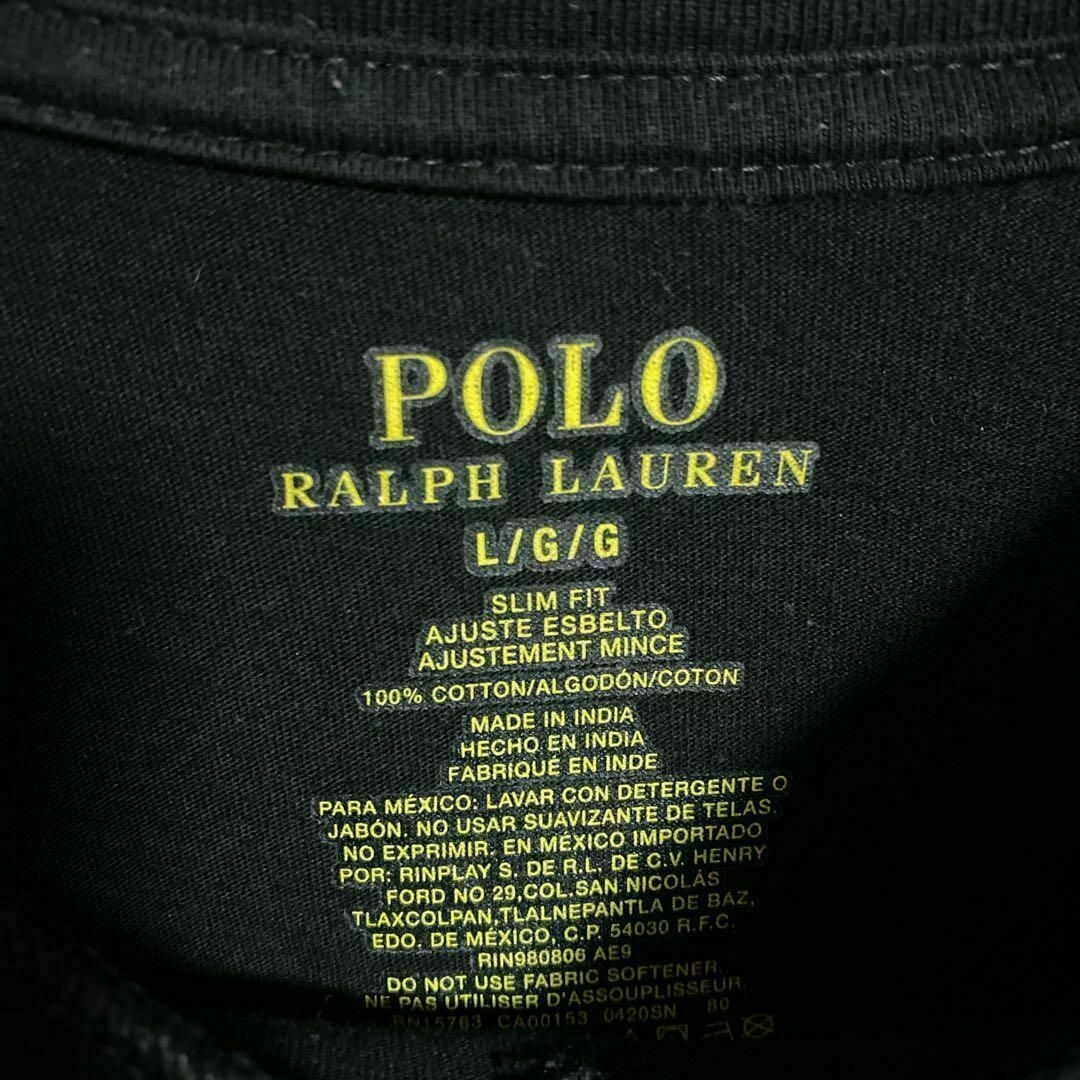 POLO
RALPH LAUREN
L/G/G
SLIM FIT
AJUSTE ESBELTO
AJUSTEMENT MINCE
100% COTTON/ALGODÓN/COTON
MADE IN INDIA
HECHO EN INDIA
FABRIQUÉ EN INDE
PARA MÉXICO: LAVAR CON DETERGENTE O
JABÓN. NO USAR SUAVIZANTE DE TELAS.
NO EXPRIMIR. EN MÉXICO IMPORTADO
POR: RINPLAY S. DE R.L. DE C.V. HENRY
FORD NO 29,COL.SAN NICOLÁS
TLAXCOLPAN,TLALNEPANTLA DE BAZ,
EDO. DE MÉXICO, C.P. 54030 R.F.C.
RIN980806 AE9
DO NOT USE FABRIC SOFTENER.
NE PAS UTILISER D'ASSOUPLISSEUR.
RN15763 CA00153 0420SN 80